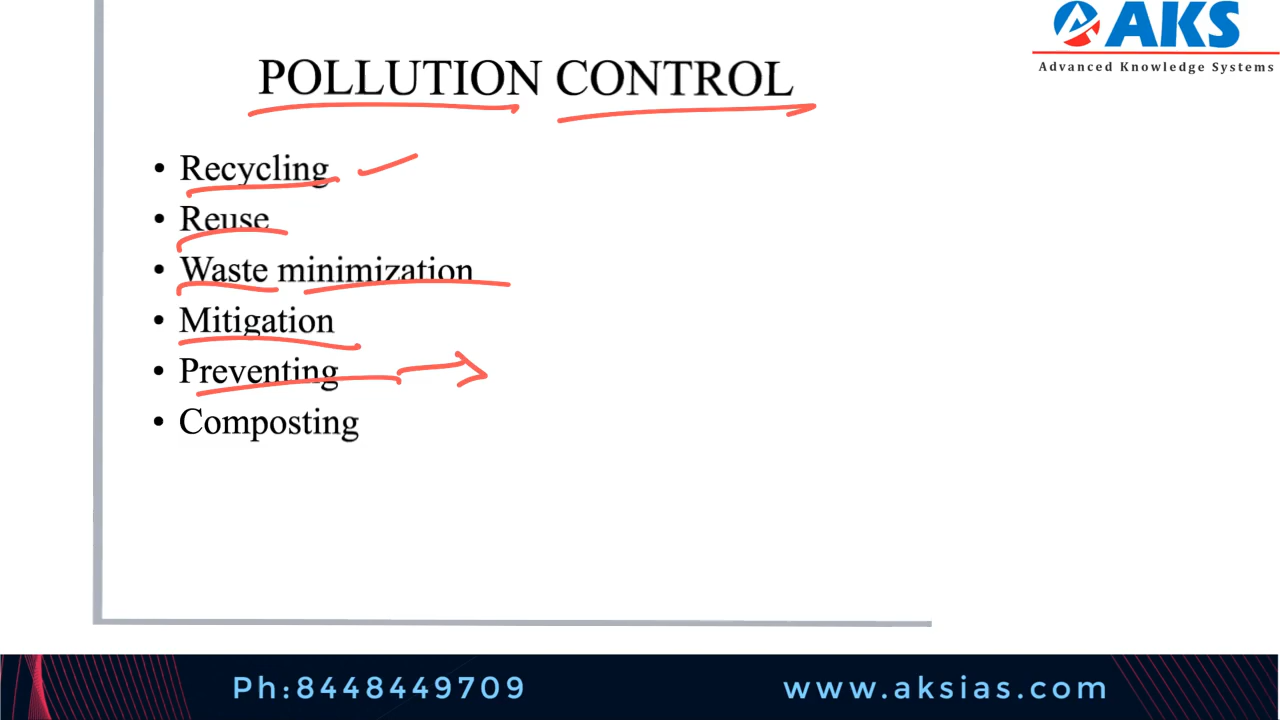 AKS
Advanced Knowledge Systems
POLLUTION CONTROL
• Recycling
• Reuse
• Waste minimization
• Mitigation
• Preventing
• Composting
Ph:8448449709
www.aksias.com